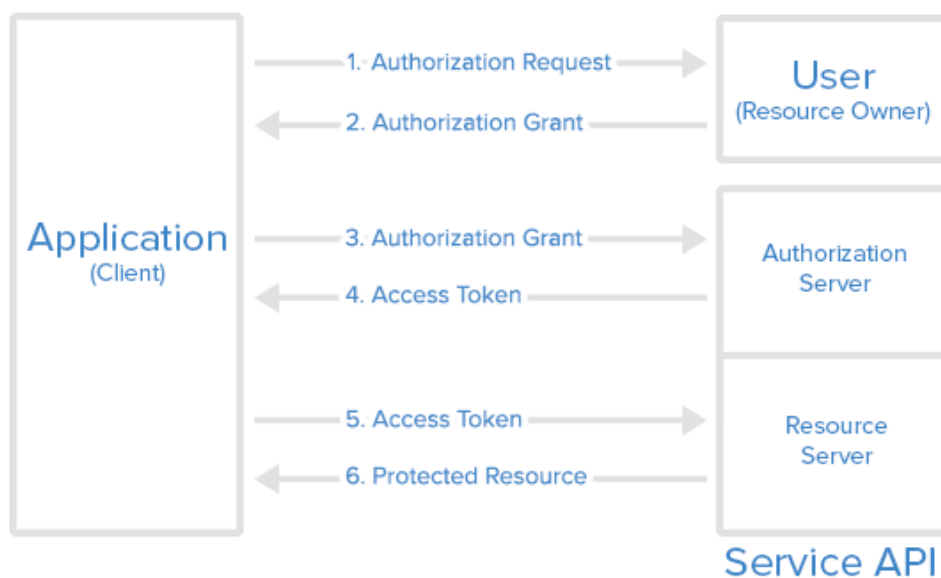 1. Authorization Request
User
(Resource Owner)
2. Authorization Grant
Application
(Client)
3. Authorization Grant
Authorization
Server
4. Access Token
5. Access Token
Resource
Server
6. Protected Resource
Service API